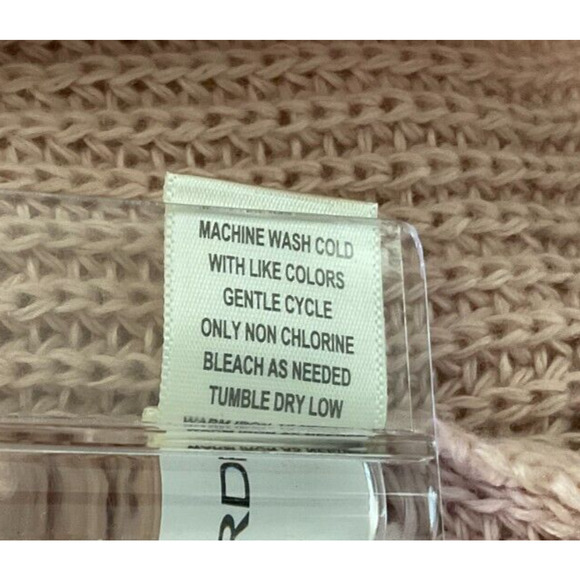 MACHINE WASH COLD
WITH LIKE COLORS
GENTLE CYCLE
ONLY NON CHLORINE
BLEACH AS NEEDED
TUMBLE DRY LOW